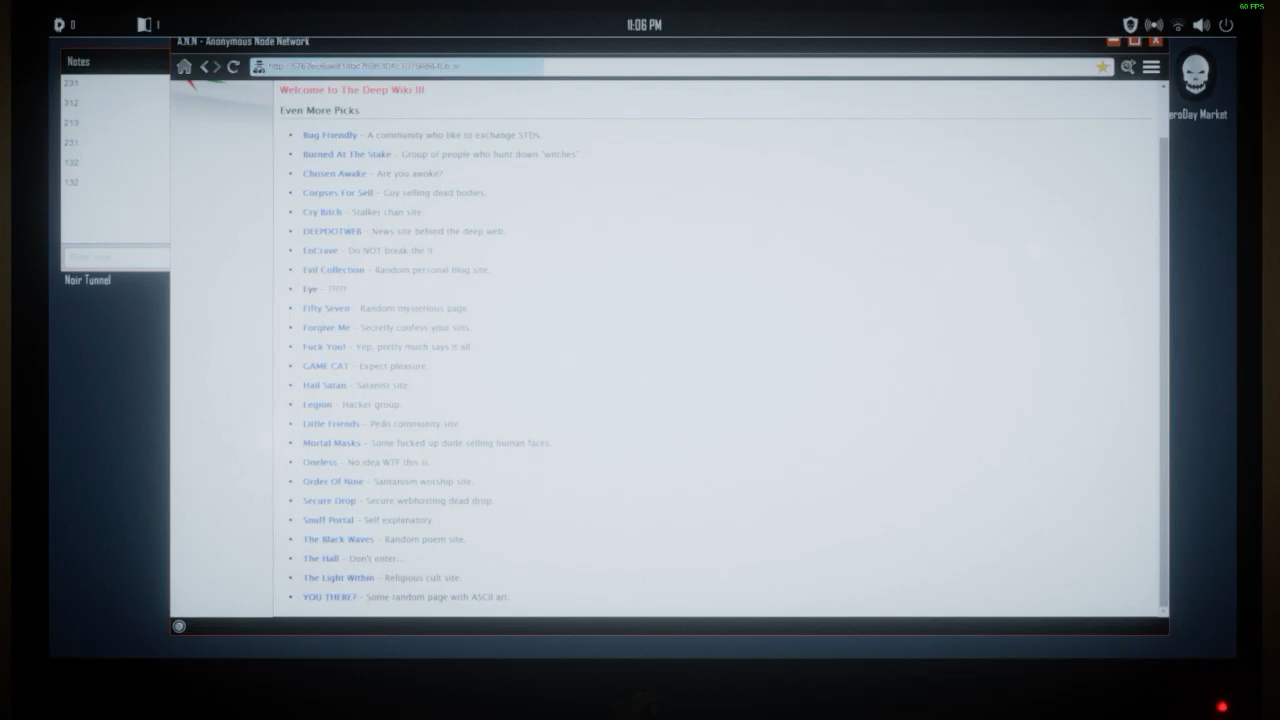 60 FPS
0
1
11:06 PM
A.N.N - Anonymous Node Network
Notes
231
312
213
231
132
132
Noir Tunnel
ZeroDay Market
Welcome to The Deep Wiki III
Even More Picks
Bug Friendly - A community who like to exchange STDs.
Burned At The Stake - Group of people who hunt down "witches"
Chosen Awake - Are you awoke?
Corpses For Sell - Guy selling dead bodies.
Cry Bitch - Stalker chan site.
DEEPDOTWEB - News site behind the deep web.
EnCrave - Do NOT break the
Evil Collection - Random personal blog site.
Eye - ?????
Fifty Seven - Random mysterious page.
Forgive Me - Secretly confess your sins.
Fuck You! - Yep, pretty much says it all
GAME CAT - Expect pleasure.
Hail Satan - Satanist site.
Legion - Hacker group.
Little Friends - Pedo community site
Mortal Masks - Some fucked up dude selling human faces.
Oneless - No idea WTF this is.
Order Of Nine - Santanism worship site.
Secure Drop - Secure webhosting dead drop.
Snuff Portal - Self explanatory
The Black Waves - Random poem site.
The Hall - Don't enter...
The Light Within - Religious cult site.
YOU THERE? - Some random page with ASCII art.